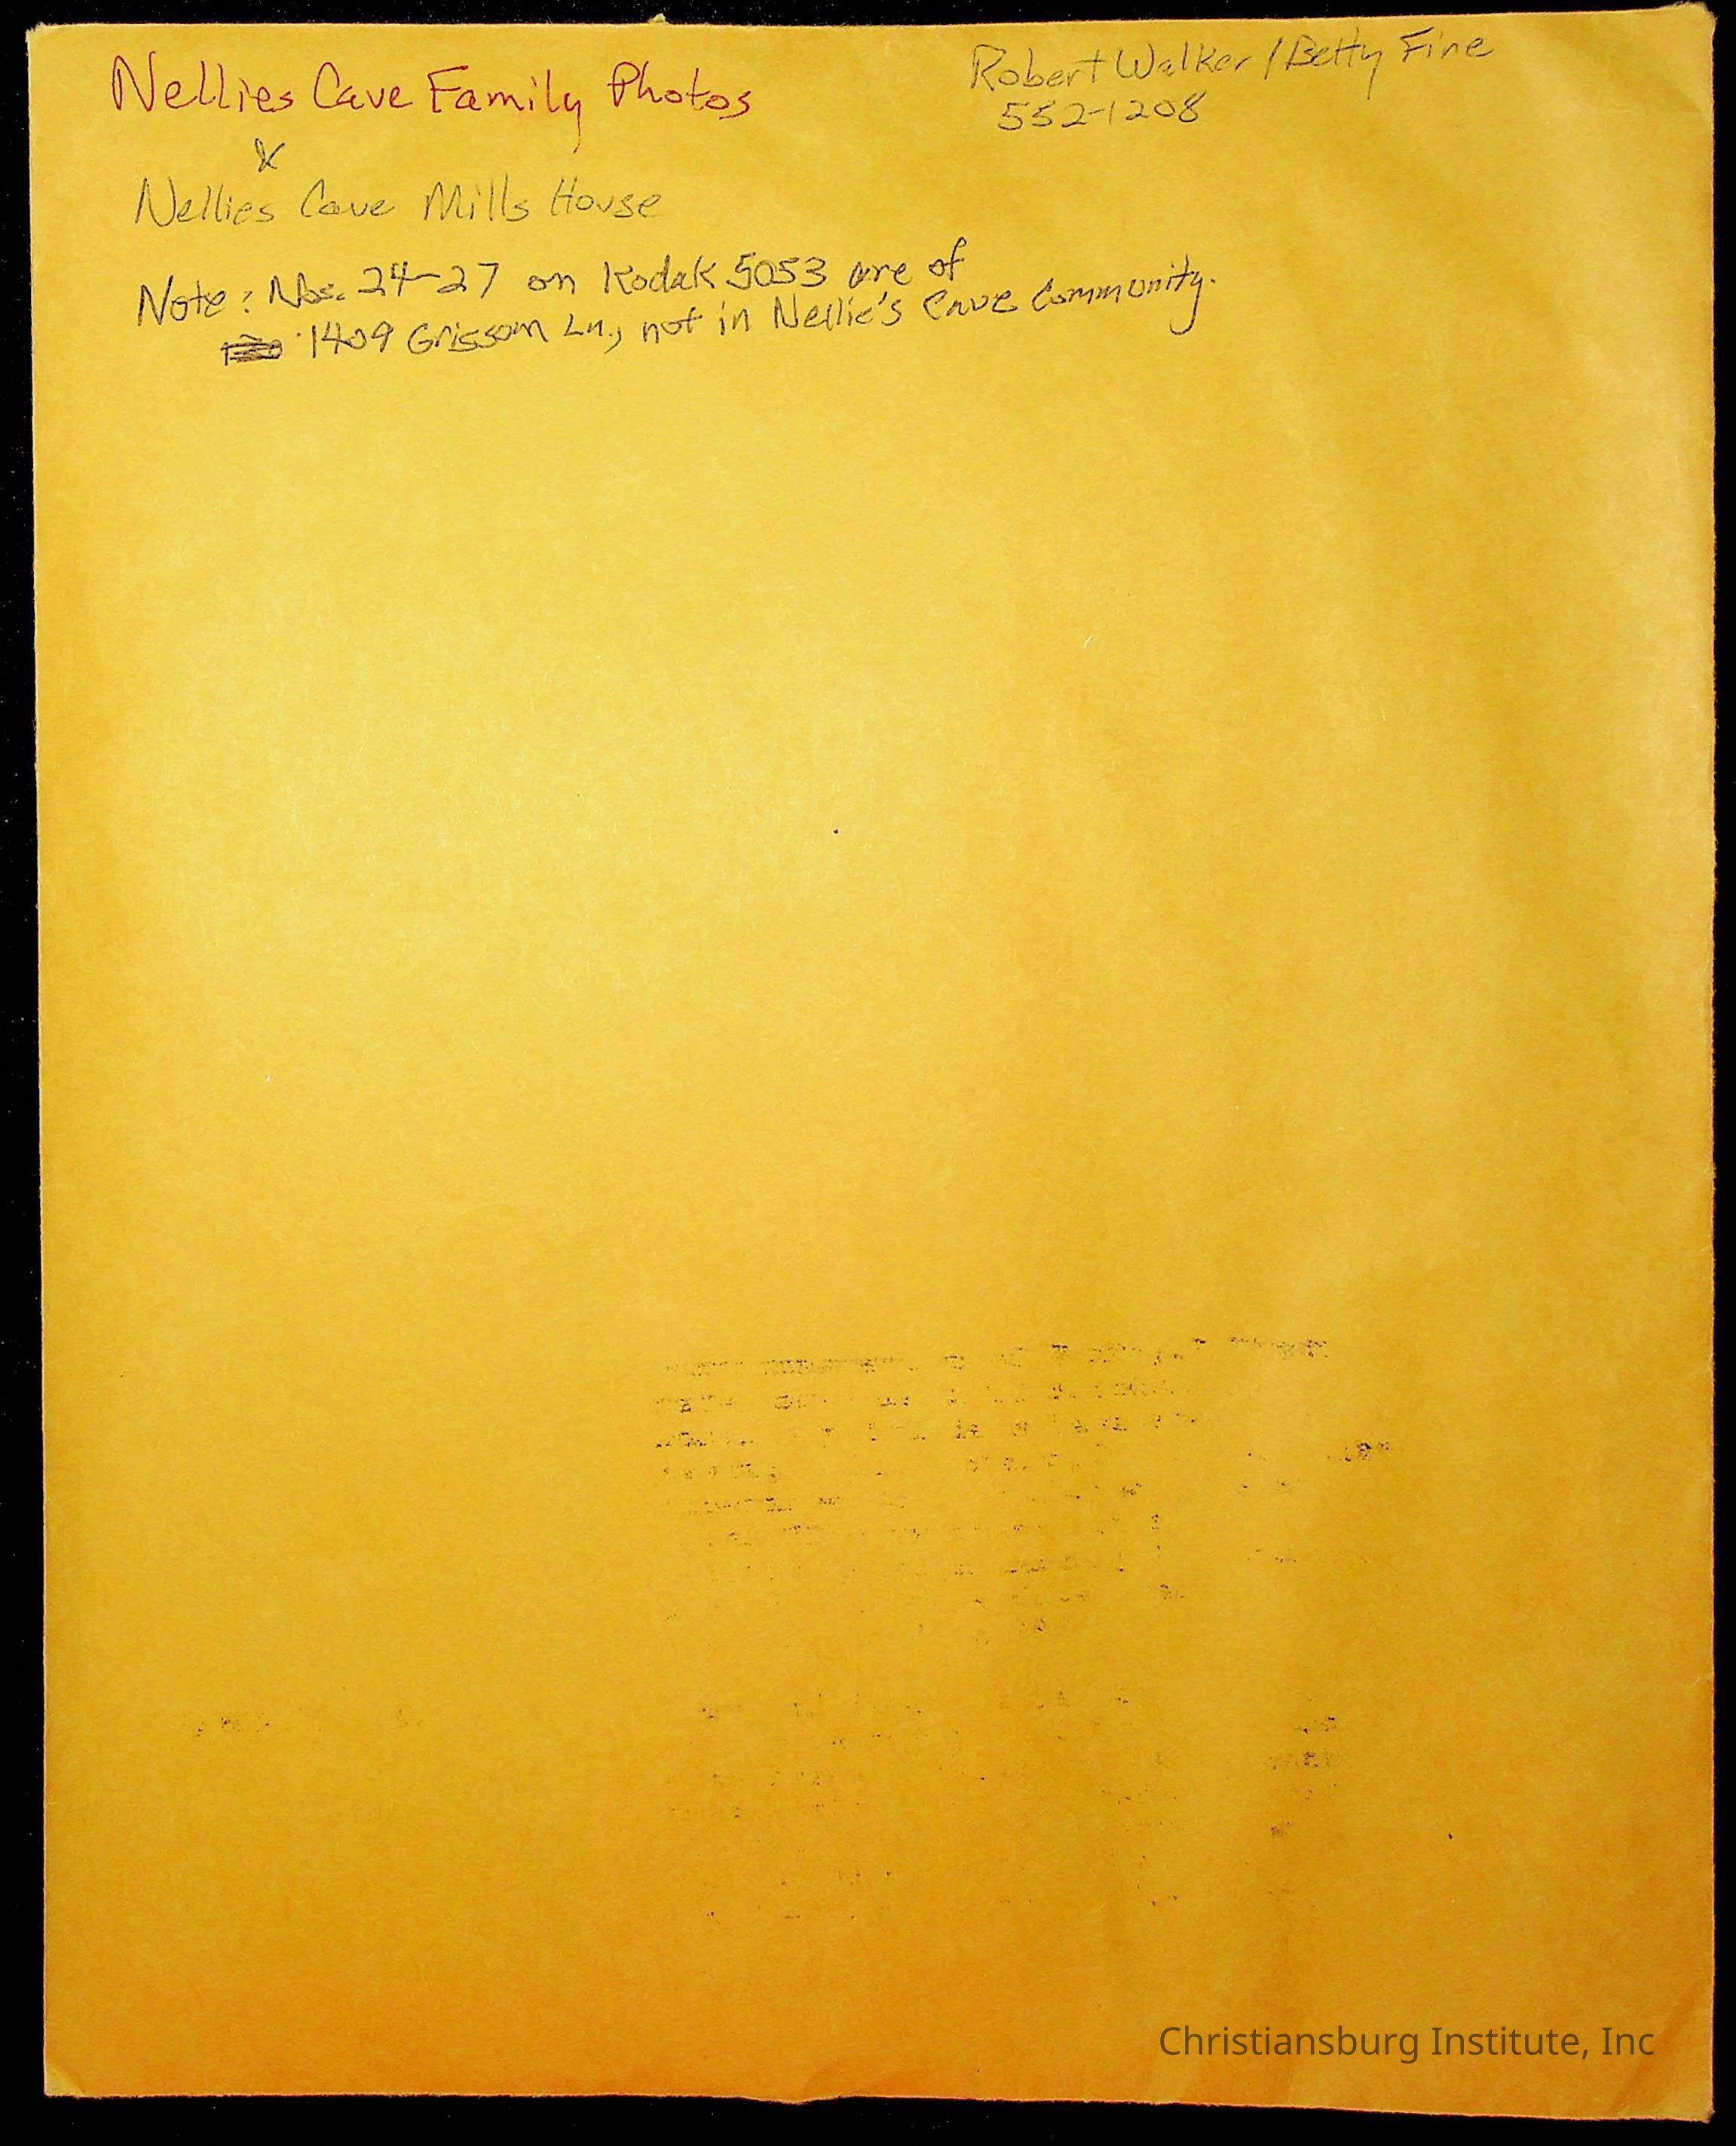 Nellies Cave Family Photos
&
Nellies Cave Mills House
Robert Walker / Betty Fine
552-1208
Note: Nos. 24-27 on Kodak 5053 are of
1409 Grissom Ln., not in Nellie's Cave Community.
Christiansburg Institute, Inc